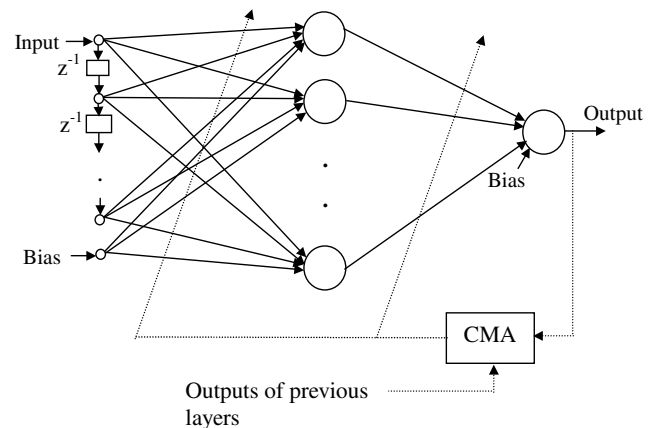 Input
z⁻¹
z⁻¹
Bias
Output
Bias
CMA
Outputs of previous
layers